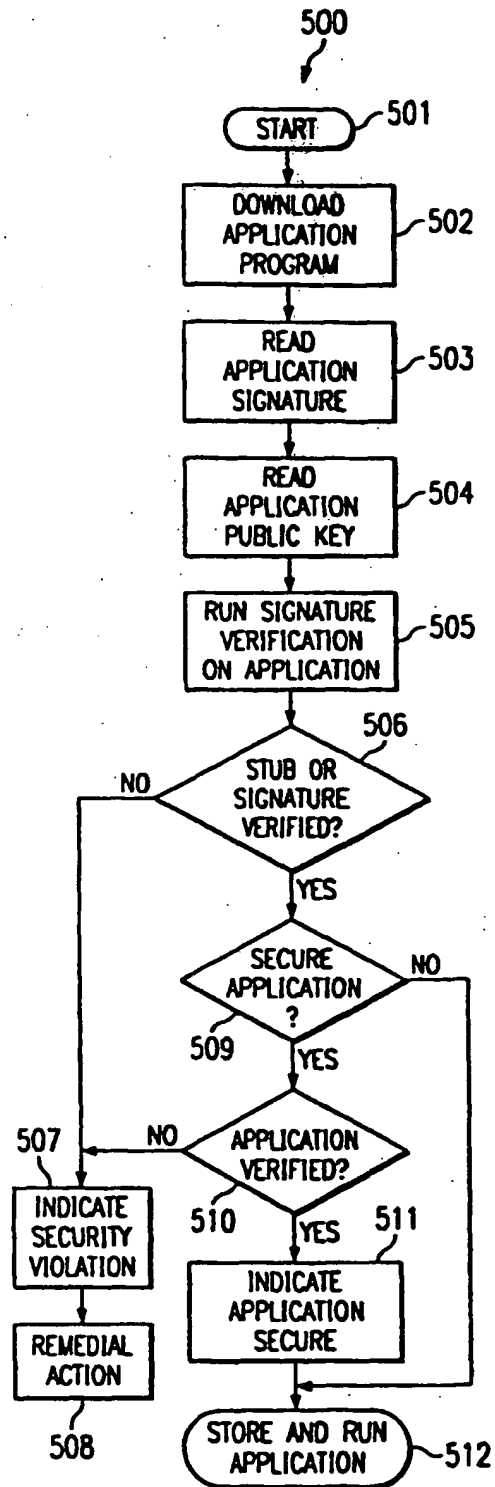 500
START
501
DOWNLOAD
APPLICATION
PROGRAM
502
READ
APPLICATION
SIGNATURE
503
READ
APPLICATION
PUBLIC KEY
504
RUN SIGNATURE
VERIFICATION
ON APPLICATION
505
506
STUB OR
SIGNATURE
VERIFIED?
NO
YES
SECURE
APPLICATION
?
509
NO
YES
APPLICATION
VERIFIED?
510
NO
YES
507
INDICATE
SECURITY
VIOLATION
511
INDICATE
APPLICATION
SECURE
REMEDIAL
ACTION
508
STORE AND RUN
APPLICATION
512